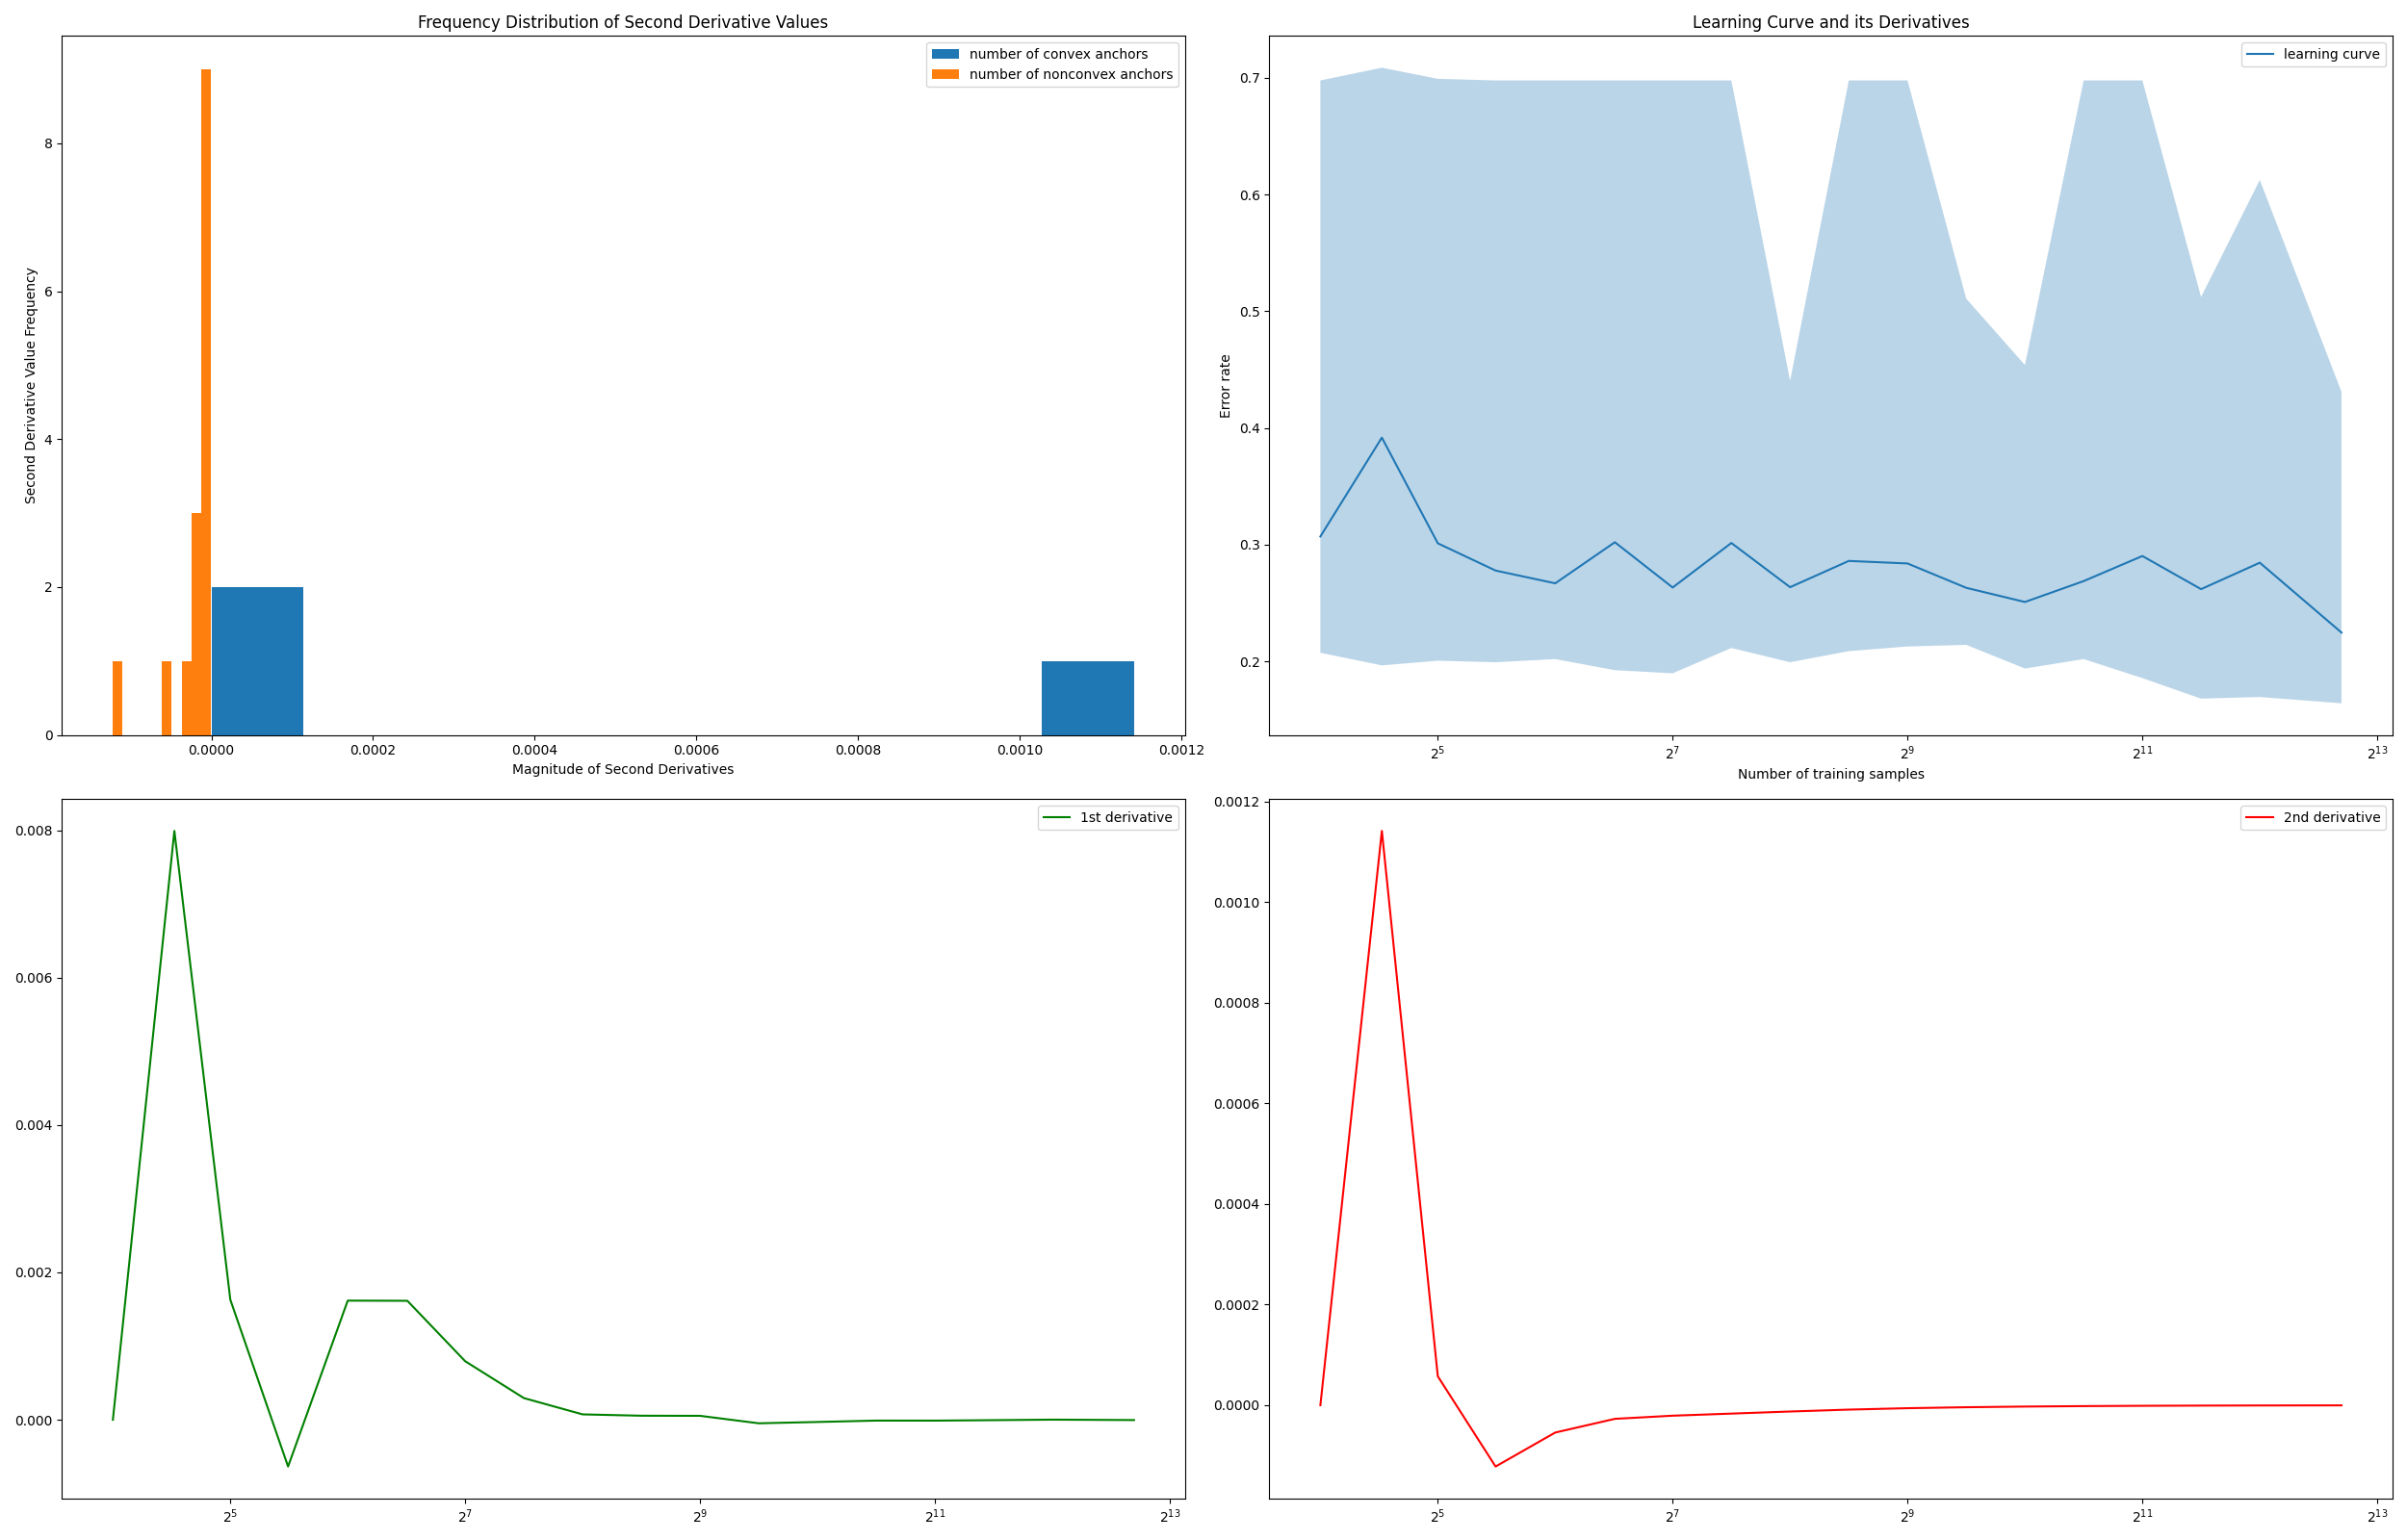 Frequency Distribution of Second Derivative Values
number of convex anchors
number of nonconvex anchors
Second Derivative Value Frequency
8
6
4
2
0
0.0000 0.0002 0.0004 0.0006 0.0008 0.0010 0.0012
Magnitude of Second Derivatives
Learning Curve and its Derivatives
learning curve
Error rate
0.7
0.6
0.5
0.4
0.3
0.2
2^5 2^7 2^9 2^11 2^13
Number of training samples
1st derivative
0.008
0.006
0.004
0.002
0.000
2^5 2^7 2^9 2^11 2^13
2nd derivative
0.0012
0.0010
0.0008
0.0006
0.0004
0.0002
0.0000
2^5 2^7 2^9 2^11 2^13